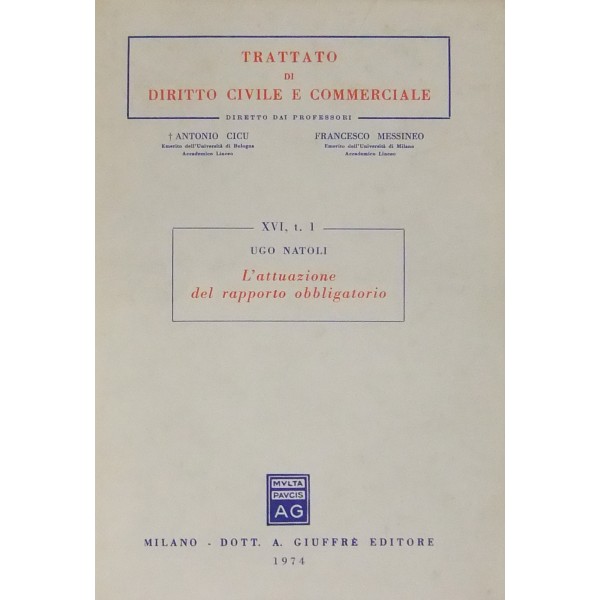 TRATTATO
DI
DIRITTO CIVILE E COMMERCIALE
DIRETTO DAI PROFESSORI
† ANTONIO CICU
Emerito dell'Università di Bologna
Accademico Linceo
FRANCESCO MESSINEO
Emerito dell'Università di Milano
Accademico Linceo
XVI, t. 1
UGO NATOLI
L'attuazione
del rapporto obbligatorio
MVLTA
PAVCIS
AG
MILANO - DOTT. A. GIUFFRÈ EDITORE
1974